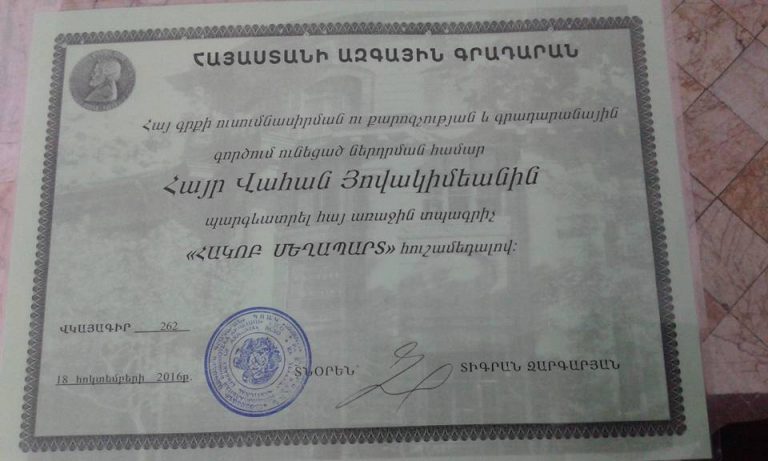 ՀԱՅԱՍՏԱՆԻ ԱԶԳԱՅԻՆ ԳՐԱԴԱՐԱՆ
Հայ գրքի ուսումնասիրման ու քարոզչության և գրադարանային
գործում ունեցած ներդրման համար
Հայր Վահան Յովակիմեանին
պարգևատրել հայ առաջին տպագրիչ
«ՀԱԿՈԲ ՄԵՂԱՊԱՐՏ» հուշամեդալով:
ՎԿԱՅԱԳԻՐ 262
ՏՆՕՐԵՆ՝ ՏԻԳՐԱՆ ԶԱՐԳԱՐՅԱՆ
18 հոկտեմբերի 2016թ.